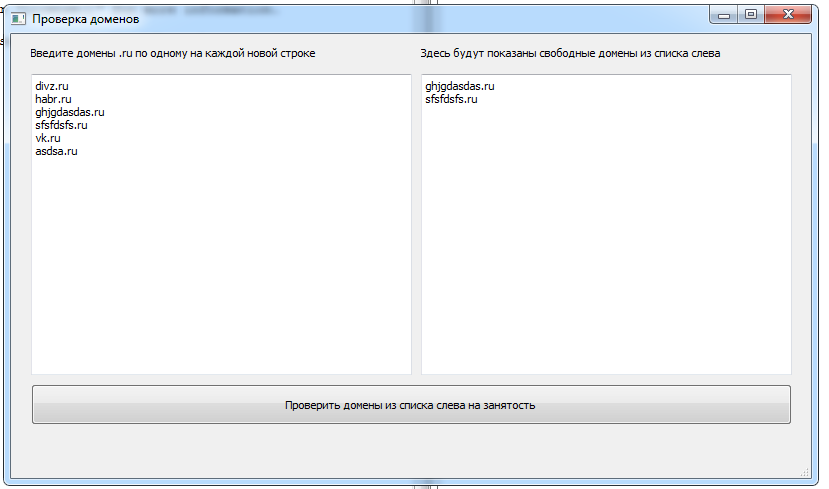 Проверка доменов
Введите домены .ru по одному на каждой новой строке
Здесь будут показаны свободные домены из списка слева
divz.ru
habr.ru
ghjgdasdas.ru
sfsfdsfs.ru
vk.ru
asdsa.ru
ghjgdasdas.ru
sfsfdsfs.ru
Проверить домены из списка слева на занятость